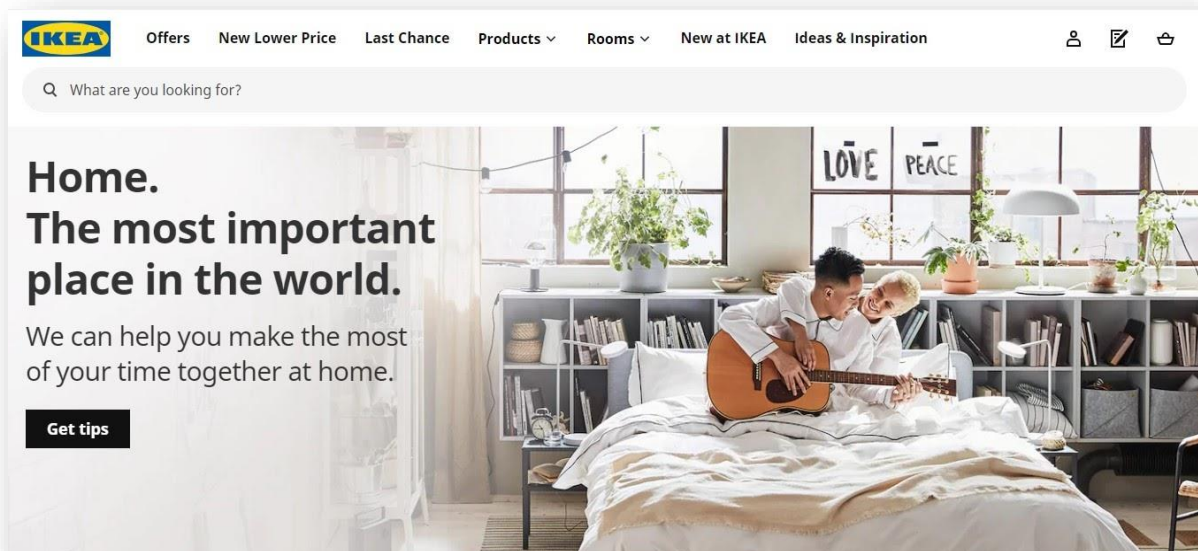 IKEA
Offers New Lower Price Last Chance Products Rooms New at IKEA Ideas & Inspiration
What are you looking for?
LOVE PEACE
Home.
The most important
place in the world.
We can help you make the most
of your time together at home.
Get tips